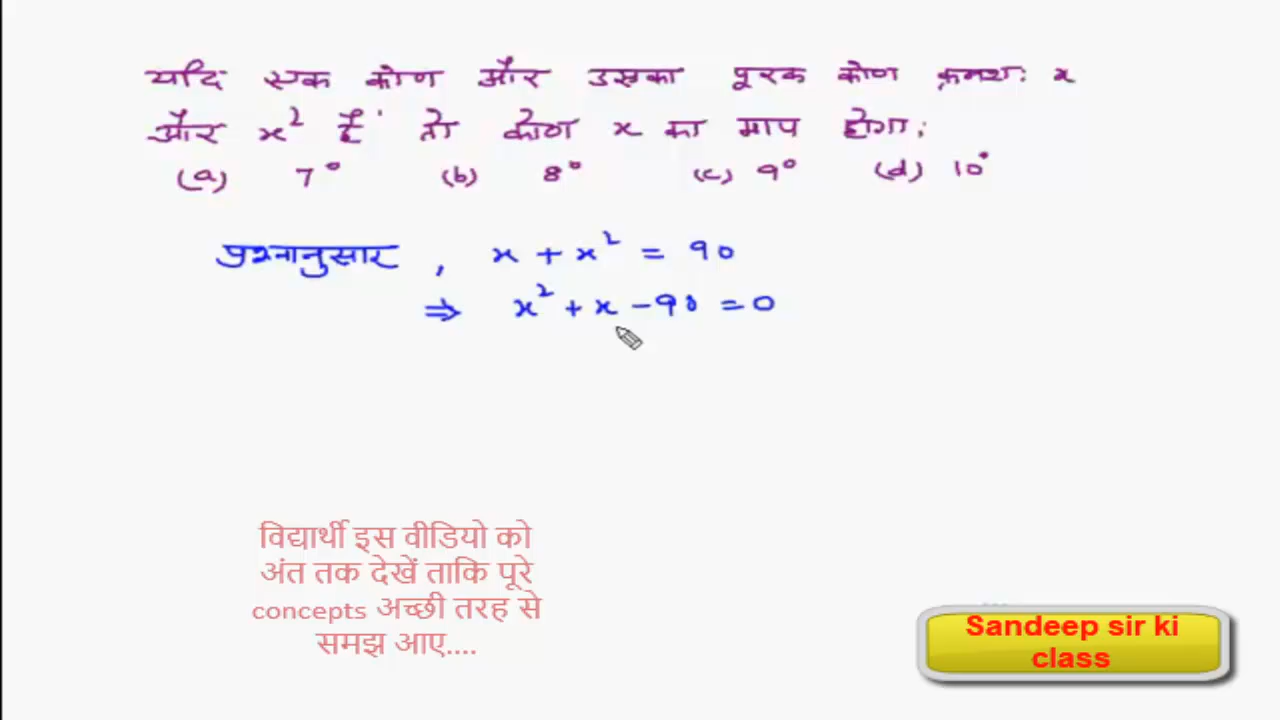 यदि एक कोण और उसका पूरक कोण क्रमशः x
और x² हैं तो कोण x का माप होगा:
(a) 7° (b) 8° (c) 9° (d) 10°
प्रश्नानुसार, x + x² = 90
⇒ x² + x - 90 = 0
विद्यार्थी इस वीडियो को
अंत तक देखें ताकि पूरे
concepts अच्छी तरह से
समझ आए....
Sandeep sir ki
class